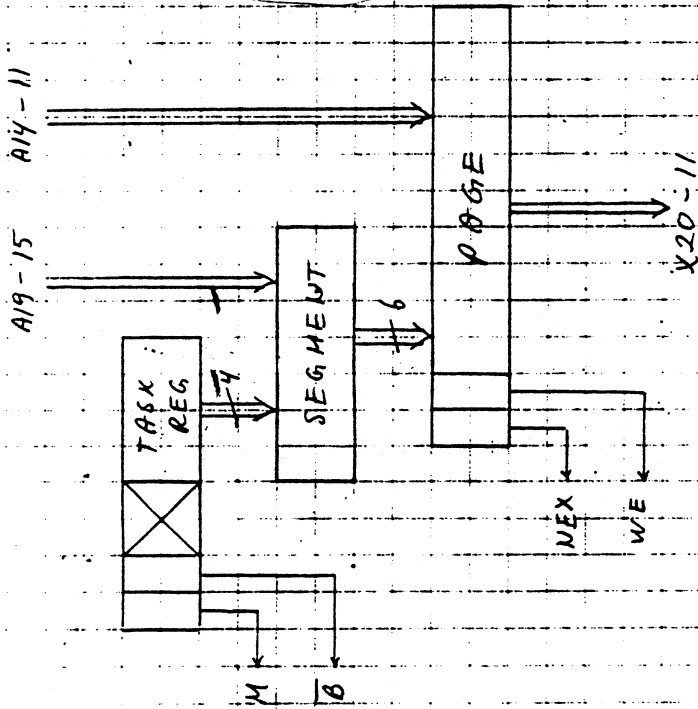 A14-11
A19-15
TASK
REG
4
SEGMENT
6
PAGE
X20-11
NEX
WE
M
B